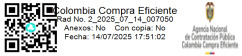 Colombia Compra Eficiente
Rad No. 2_2025_07_14_007050
Anexos: No Con copia: No
Fecha: 14/07/2025 17:51:02
Agencia Nacional
de Contratación Pública
Colombia Compra Eficiente